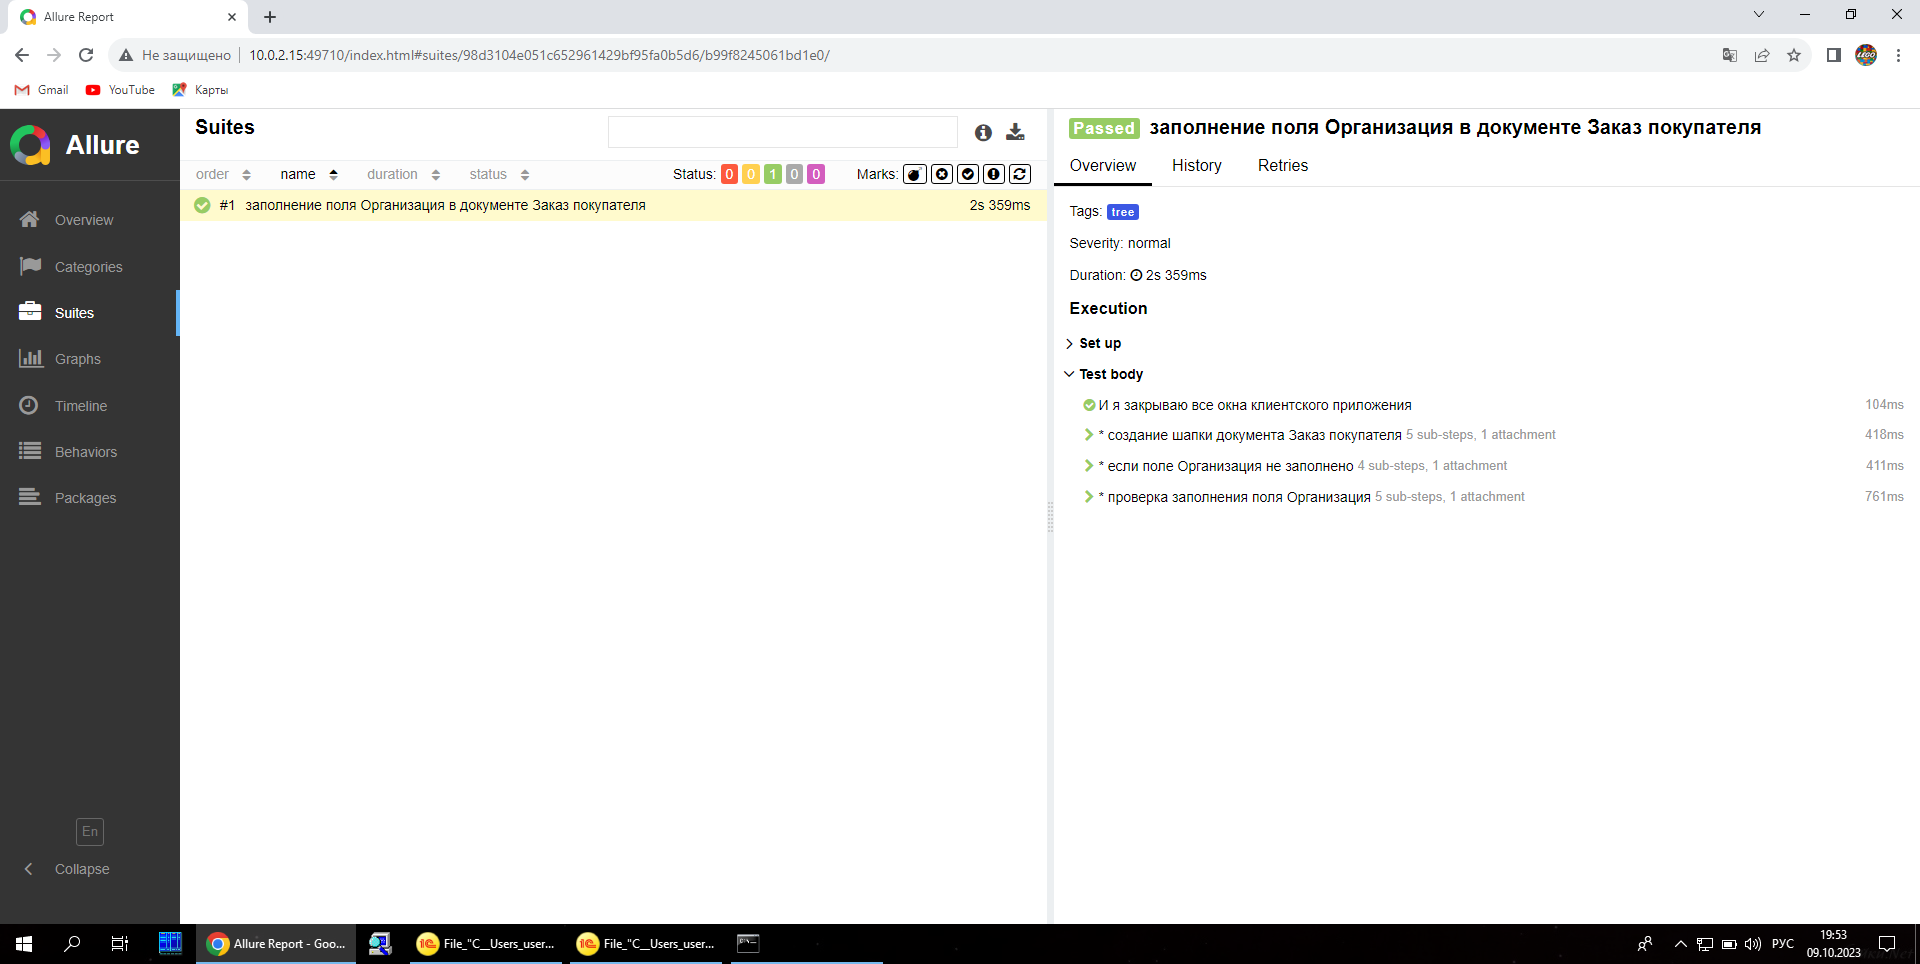 Allure Report
Не защищено
10.0.2.15:49710/index.html#suites/98d3104e051c652961429bf95fa0b5d6/b99f8245061bd1e0/
Gmail
YouTube
Карты
Allure
Overview
Categories
Suites
Graphs
Timeline
Behaviors
Packages
En
Collapse
Suites
order name duration status Status: 0 0 1 0 0 Marks:
#1 заполнение поля Организация в документе Заказ покупателя 2s 359ms
Passed заполнение поля Организация в документе Заказ покупателя
Overview History Retries
Tags: tree
Severity: normal
Duration: 2s 359ms
Execution
Set up
Test body
И я закрываю все окна клиентского приложения 104ms
* создание шапки документа Заказ покупателя 5 sub-steps, 1 attachment 418ms
* если поле Организация не заполнено 4 sub-steps, 1 attachment 411ms
* проверка заполнения поля Организация 5 sub-steps, 1 attachment 761ms
Allure Report - Goo...
File_"C__Users_user...
File_"C__Users_user...
РУС
19:53
09.10.2023